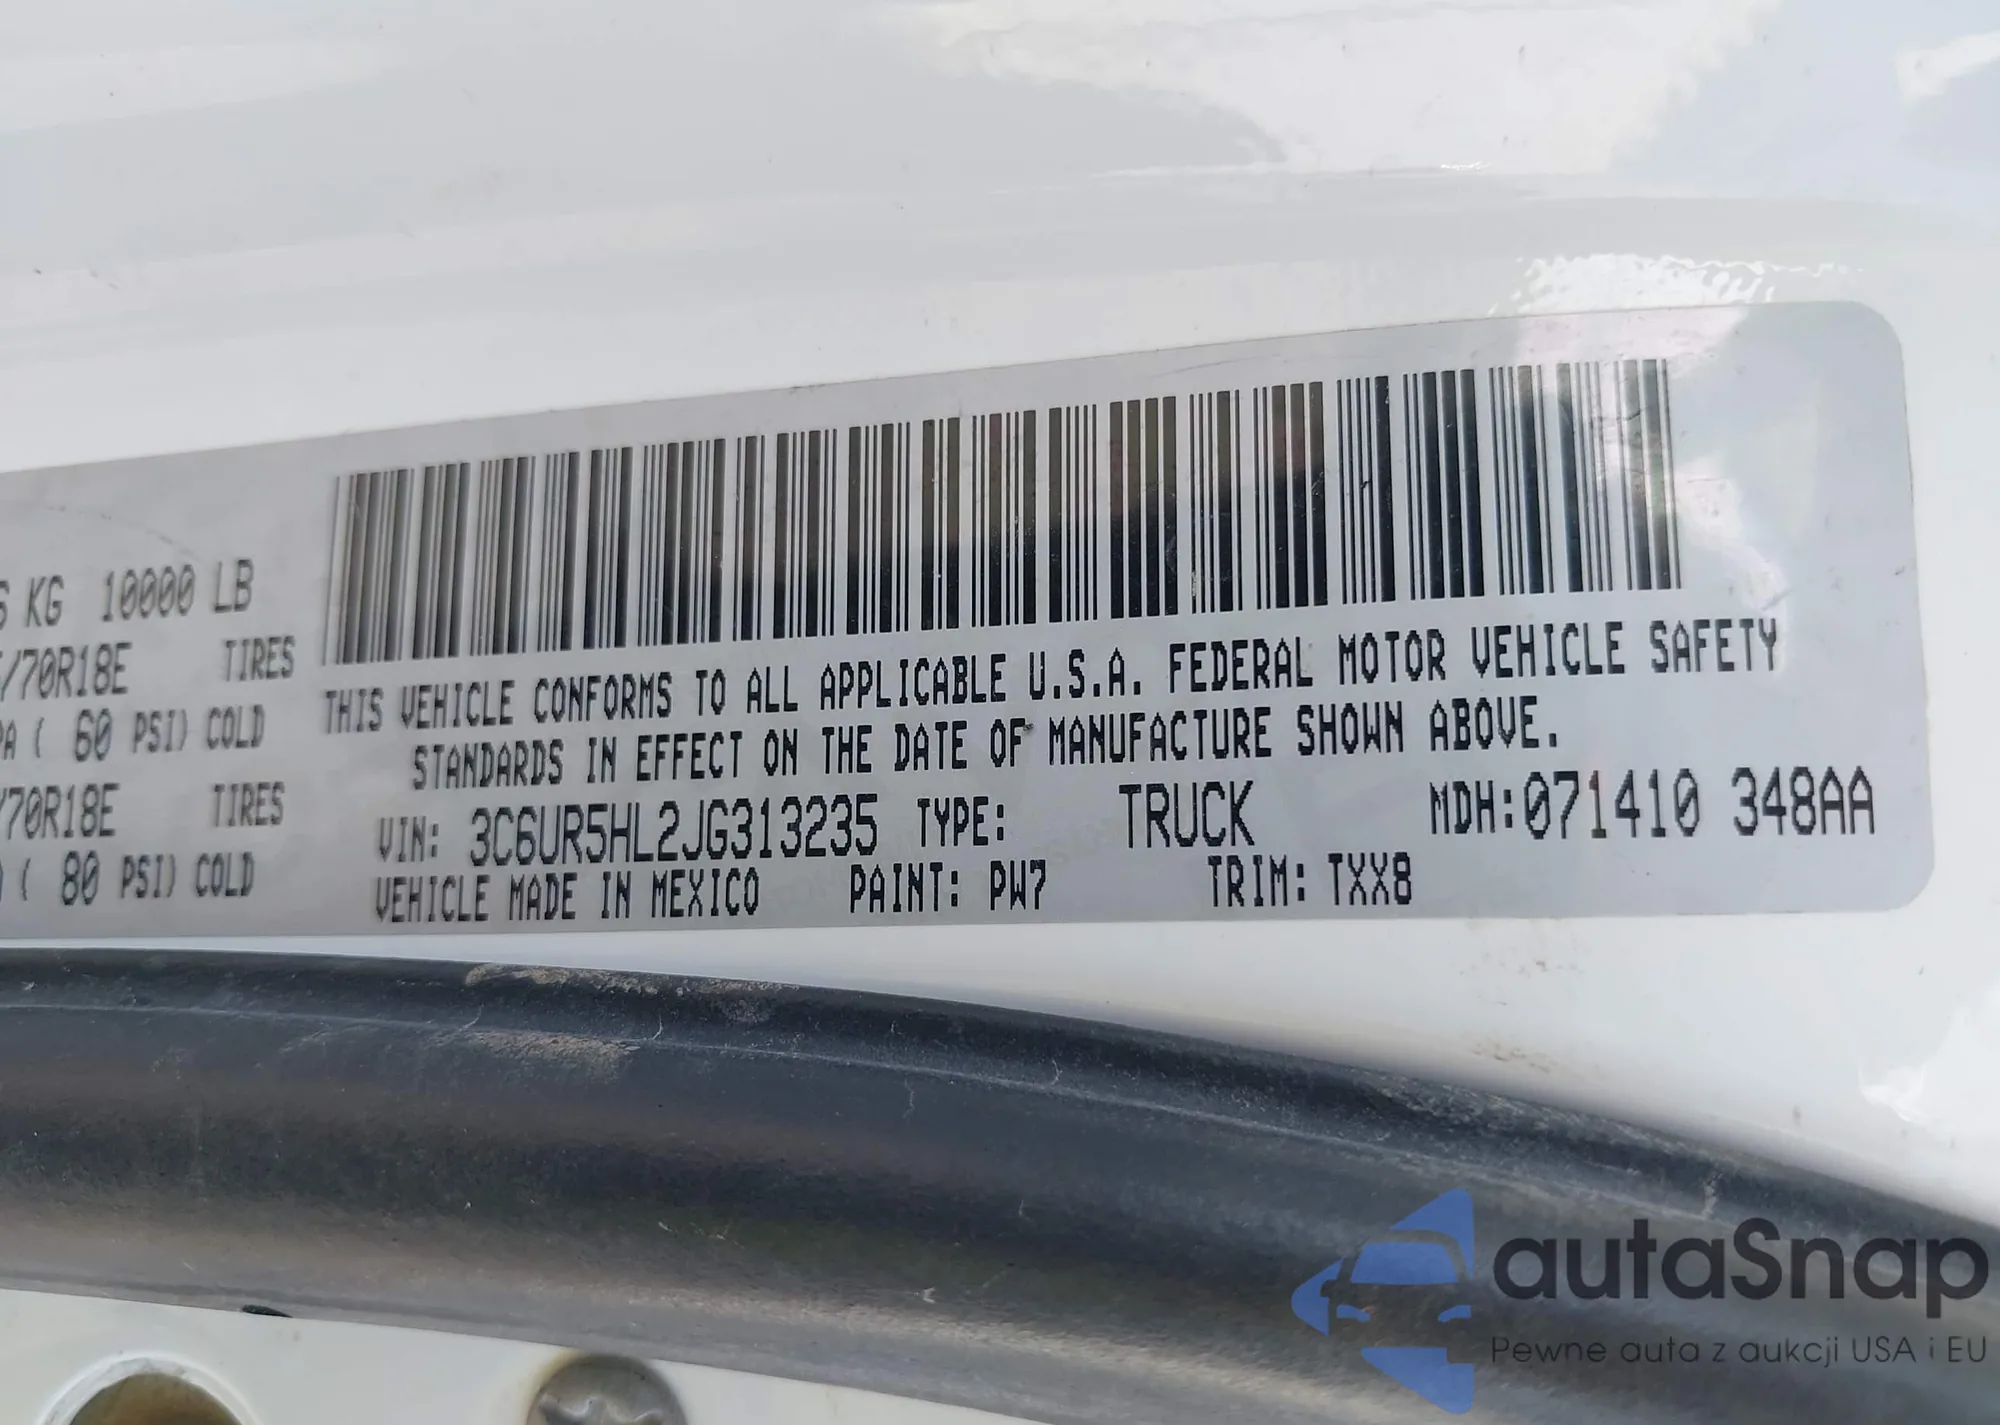 KG 10000 LB
/70R18E TIRES
( 60 PSI) COLD
/70R18E TIRES
( 80 PSI) COLD
THIS VEHICLE CONFORMS TO ALL APPLICABLE U.S.A. FEDERAL MOTOR VEHICLE SAFETY
STANDARDS IN EFFECT ON THE DATE OF MANUFACTURE SHOWN ABOVE.
VIN: 3C6UR5HL2JG313235 TYPE: TRUCK MDH:071410 348AA
VEHICLE MADE IN MEXICO PAINT: PW7 TRIM: TXX8
autoSnap
Pewne auta z aukcji USA i EU